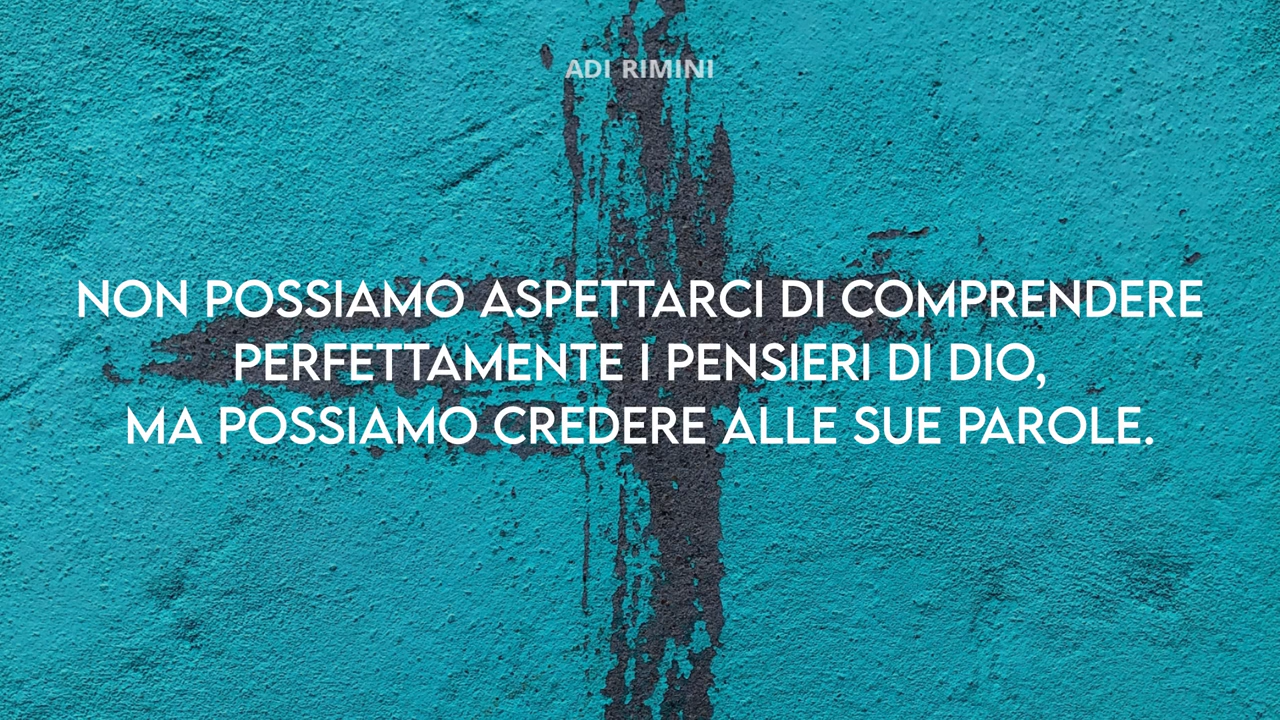 ADI RIMINI
NON POSSIAMO ASPETTARCI DI COMPRENDERE
PERFETTAMENTE I PENSIERI DI DIO,
MA POSSIAMO CREDERE ALLE SUE PAROLE.